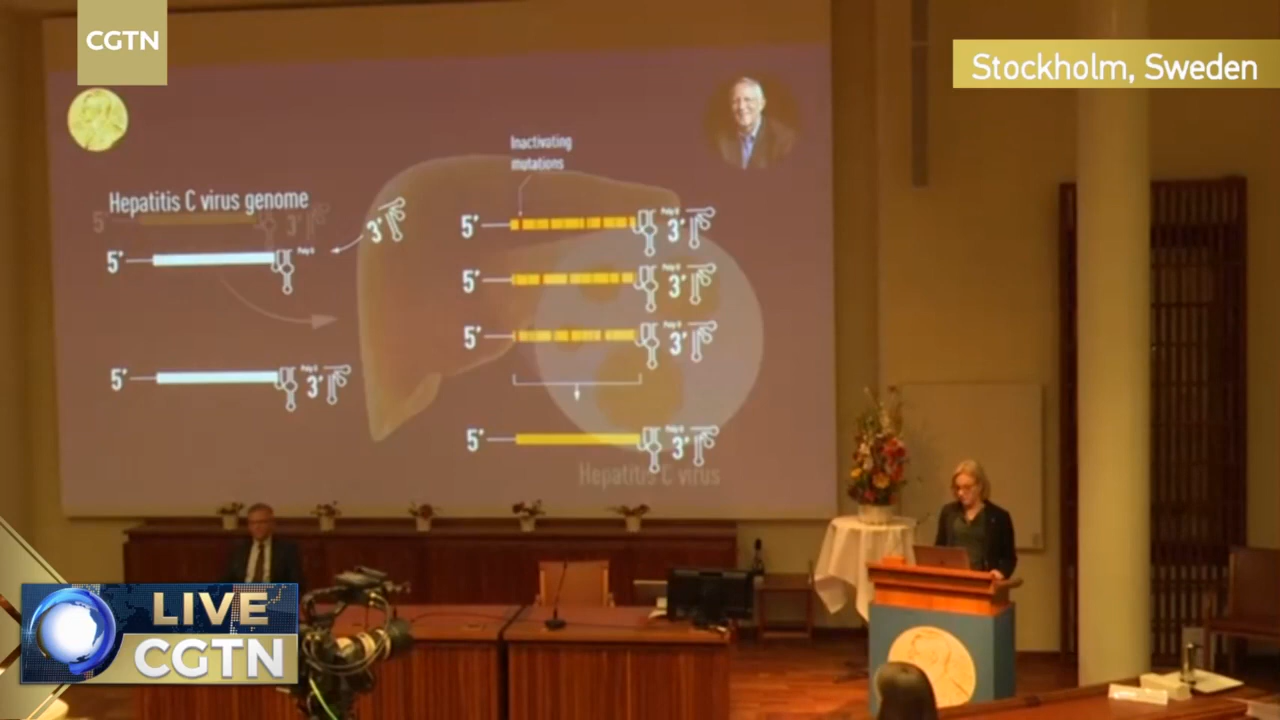 CGTN
Stockholm, Sweden
Inactivating
mutations
Hepatitis C virus genome
5' 3'
5'
3'
5' 3'
5' 3'
5' 3'
5' 3'
5' 3'
Hepatitis C virus
LIVE
CGTN